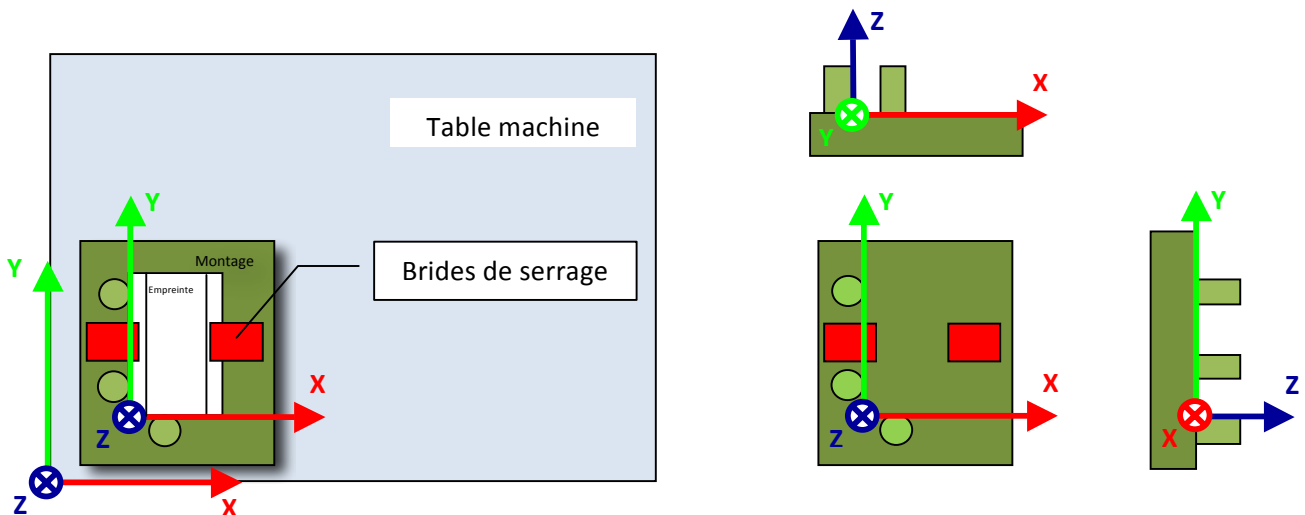 Table machine
Y
Y
Montage
Empreinte
Brides de serrage
X
Z
Z
X
Z
X
Y
Y
X
Z
Y
Z
X